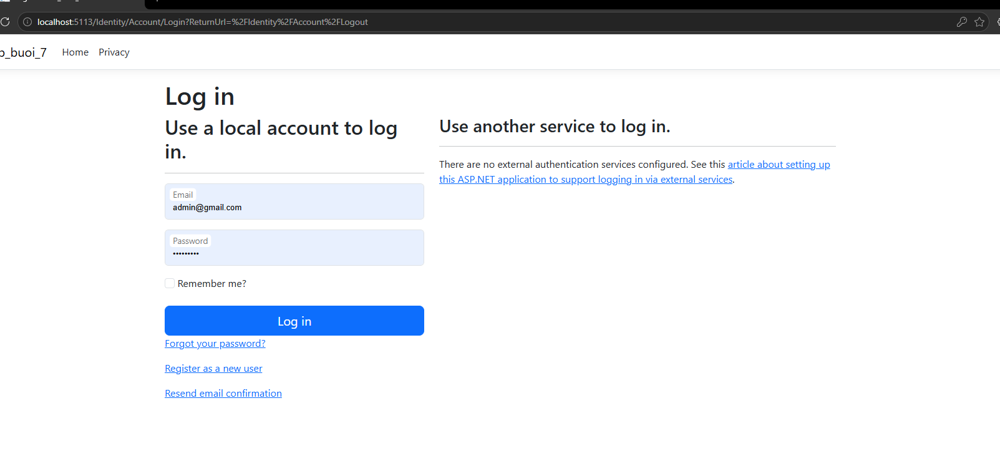 localhost:5113/Identity/Account/Login?ReturnUrl=%2FIdentity%2FAccount%2FLogout
p_buoi_7 Home Privacy
Log in
Use a local account to log
in.
Email
admin@gmail.com
Password
•••••••••
Remember me?
Log in
Forgot your password?
Register as a new user
Resend email confirmation
Use another service to log in.
There are no external authentication services configured. See this article about setting up
this ASP.NET application to support logging in via external services.